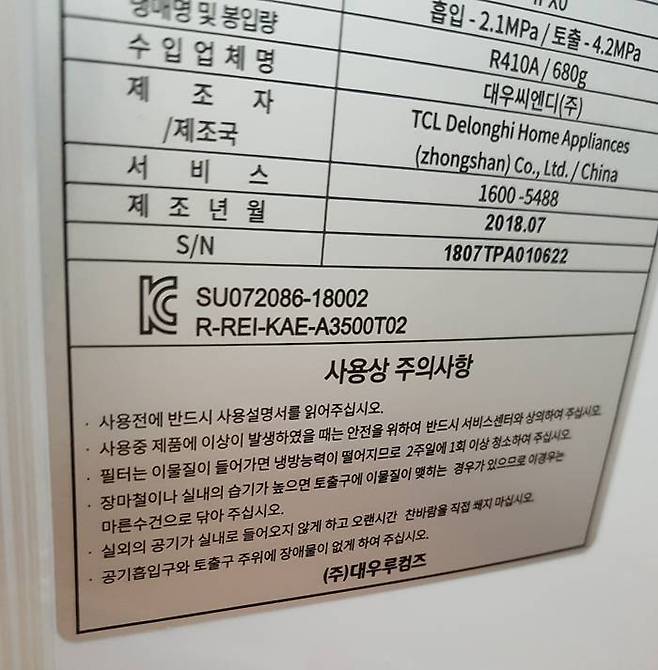 흡입 - 2.1MPa / 토출 - 4.2MPa
냉매명 및 봉입량 R410A / 680g
수입업체명 대우씨엔디(주)
제조자 /제조국 TCL Delonghi Home Appliances
(zhongshan) Co., Ltd. / China
서비스 1600-5488
제조년월 2018.07
S/N 1807TPA010622
SU072086-18002
R-REI-KAE-A3500T02
사용상 주의사항
· 사용전에 반드시 사용설명서를 읽어주십시오.
· 사용중 제품에 이상이 발생하였을 때는 안전을 위하여 반드시 서비스센터와 상의하여 주십시오.
· 필터는 이물질이 들어가면 냉방능력이 떨어지므로 2주일에 1회 이상 청소하여 주십시오.
· 장마철이나 실내의 습기가 높으면 토출구에 이물질이 맺히는 경우가 있으므로 이경우는
마른수건으로 닦아 주십시오.
· 실외의 공기가 실내로 들어오지 않게 하고 오랜시간 찬바람을 직접 쐐지 마십시오.
· 공기흡입구와 토출구 주위에 장애물이 없게 하여 주십시오.
(주)대우루컴즈